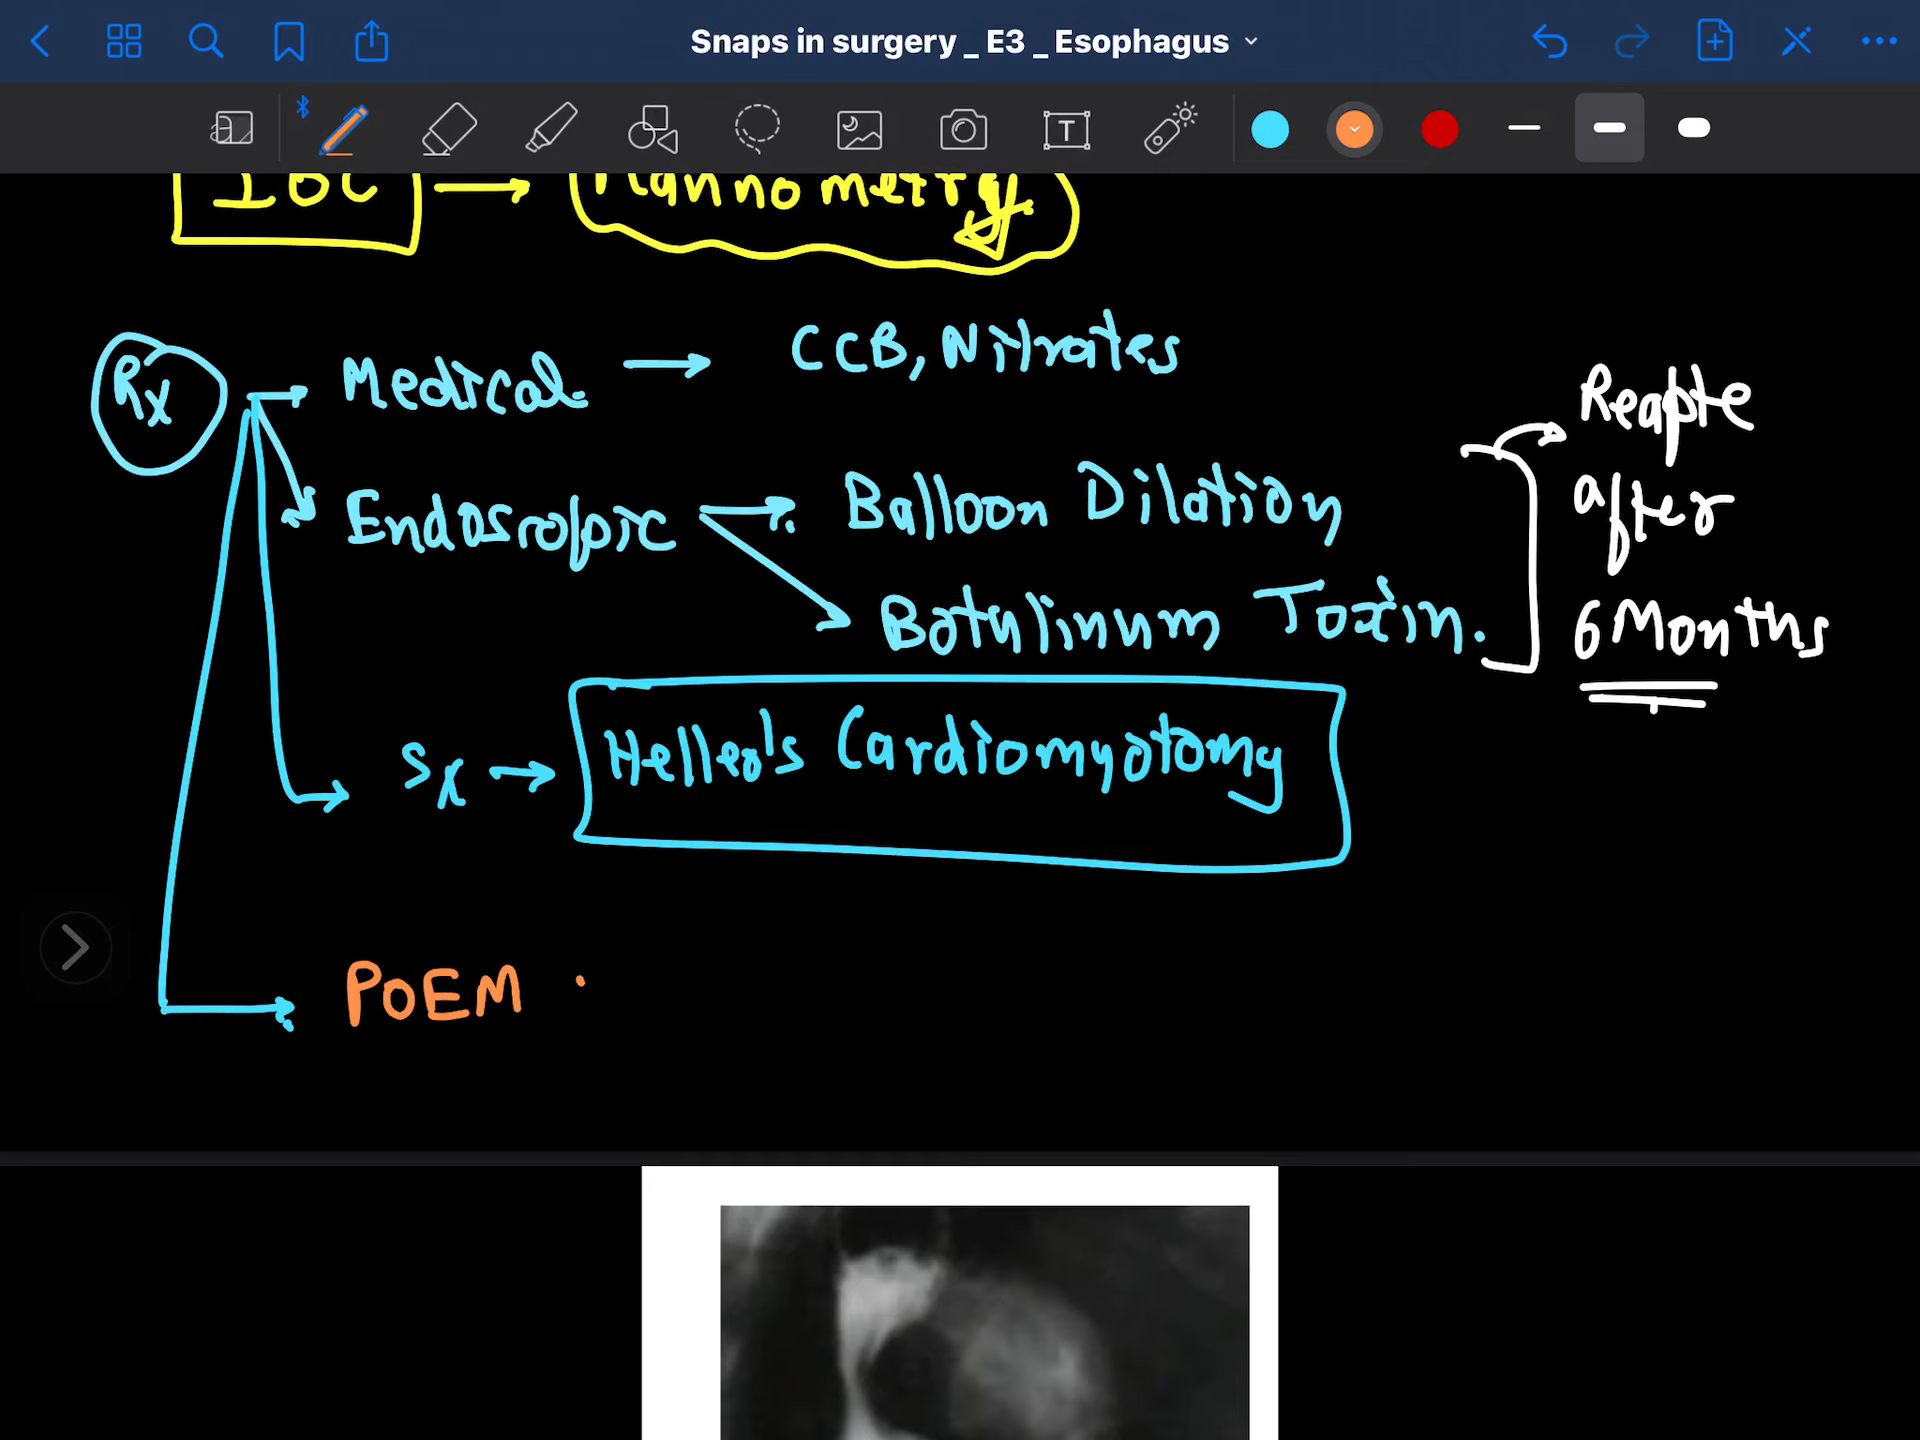 Snaps in surgery _ E3 _ Esophagus
T
IOC → Mannometry
Rx
Medical → CCB, Nitrates
Endoscopic → Balloon Dilation
Botulinum Toxin.
Reapte
after
6 Months
Sx → Heller's Cardiomyotomy
POEM